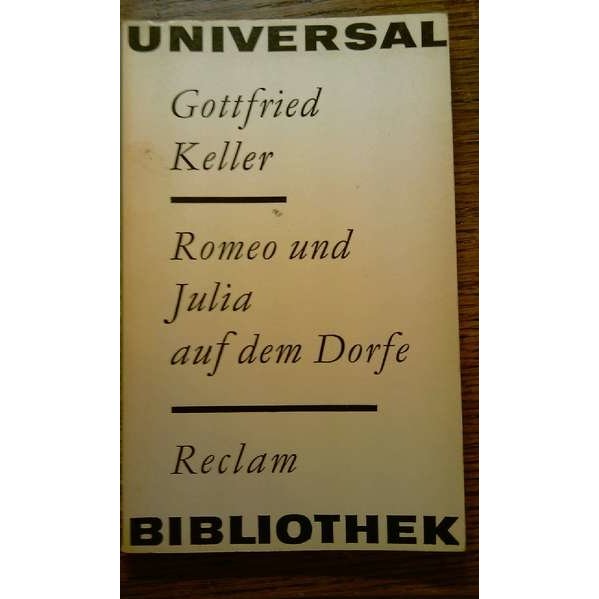 UNIVERSAL
Gottfried
Keller
Romeo und
Julia
auf dem Dorfe
Reclam
BIBLIOTHEK